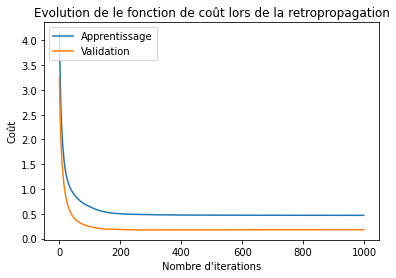 Evolution de le fonction de coût lors de la retropropagation
Apprentissage
Validation
Coût
4.0
3.5
3.0
2.5
2.0
1.5
1.0
0.5
0.0
0 200 400 600 800 1000
Nombre d'iterations